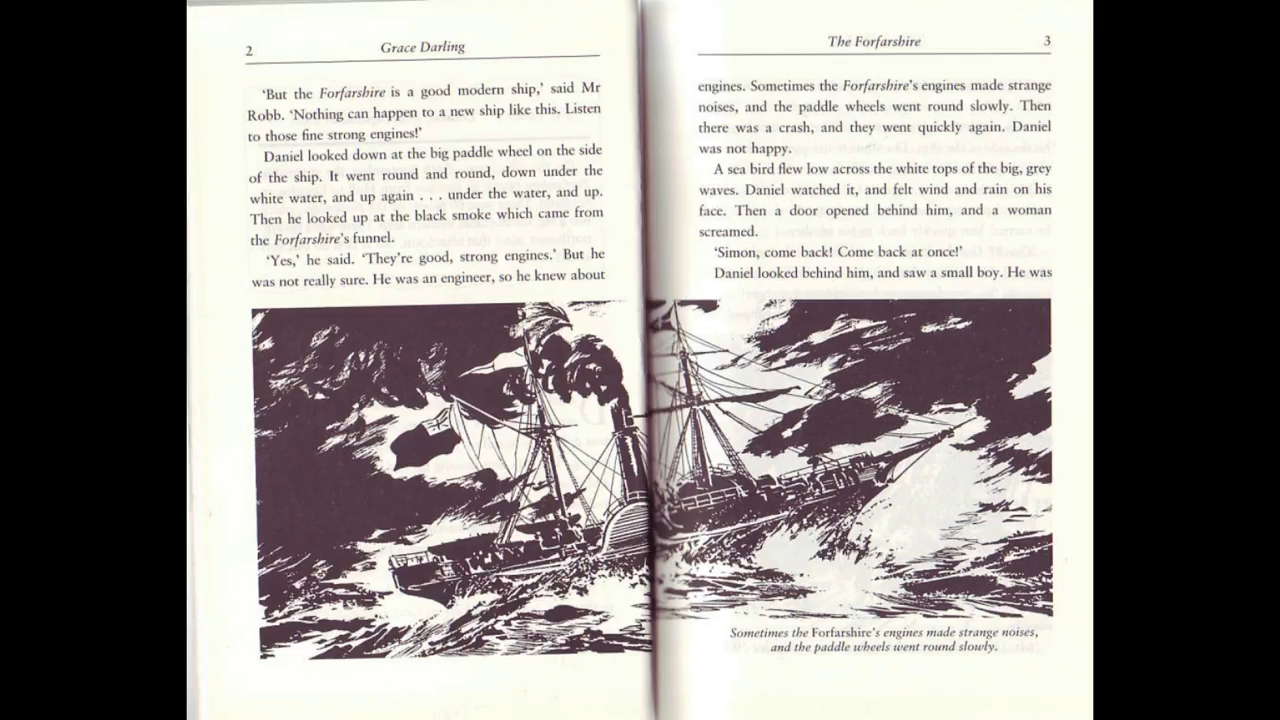 2
Grace Darling
‘But the Forfarshire is a good modern ship,’ said Mr
Robb. ‘Nothing can happen to a new ship like this. Listen
to those fine strong engines!’
Daniel looked down at the big paddle wheel on the side
of the ship. It went round and round, down under the
white water, and up again . . . under the water, and up.
Then he looked up at the black smoke which came from
the Forfarshire’s funnel.
‘Yes,’ he said. ‘They’re good, strong engines.’ But he
was not really sure. He was an engineer, so he knew about
The Forfarshire
3
engines. Sometimes the Forfarshire’s engines made strange
noises, and the paddle wheels went round slowly. Then
there was a crash, and they went quickly again. Daniel
was not happy.
A sea bird flew low across the white tops of the big, grey
waves. Daniel watched it, and felt wind and rain on his
face. Then a door opened behind him, and a woman
screamed.
‘Simon, come back! Come back at once!’
Daniel looked behind him, and saw a small boy. He was
Sometimes the Forfarshire’s engines made strange noises,
and the paddle wheels went round slowly.